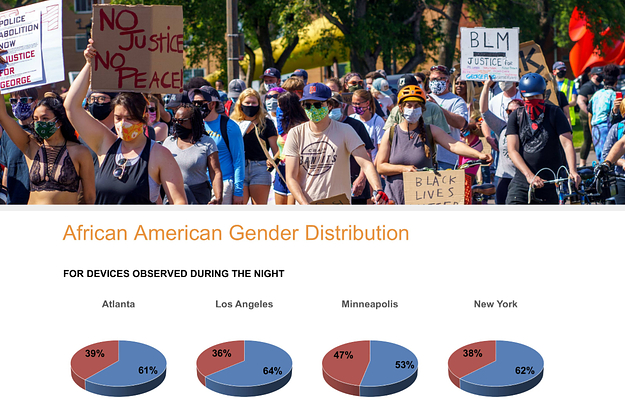 POLICE
ABOLITION
NOW
JUSTICE
FOR
GEORGE
NO
JUSTICE
NO
PEACE!
BLM
JUSTICE for
GEORGE
BLACK
LIVES
African American Gender Distribution
FOR DEVICES OBSERVED DURING THE NIGHT
Atlanta Los Angeles Minneapolis New York
39% 61% 36% 64% 47% 53% 38% 62%